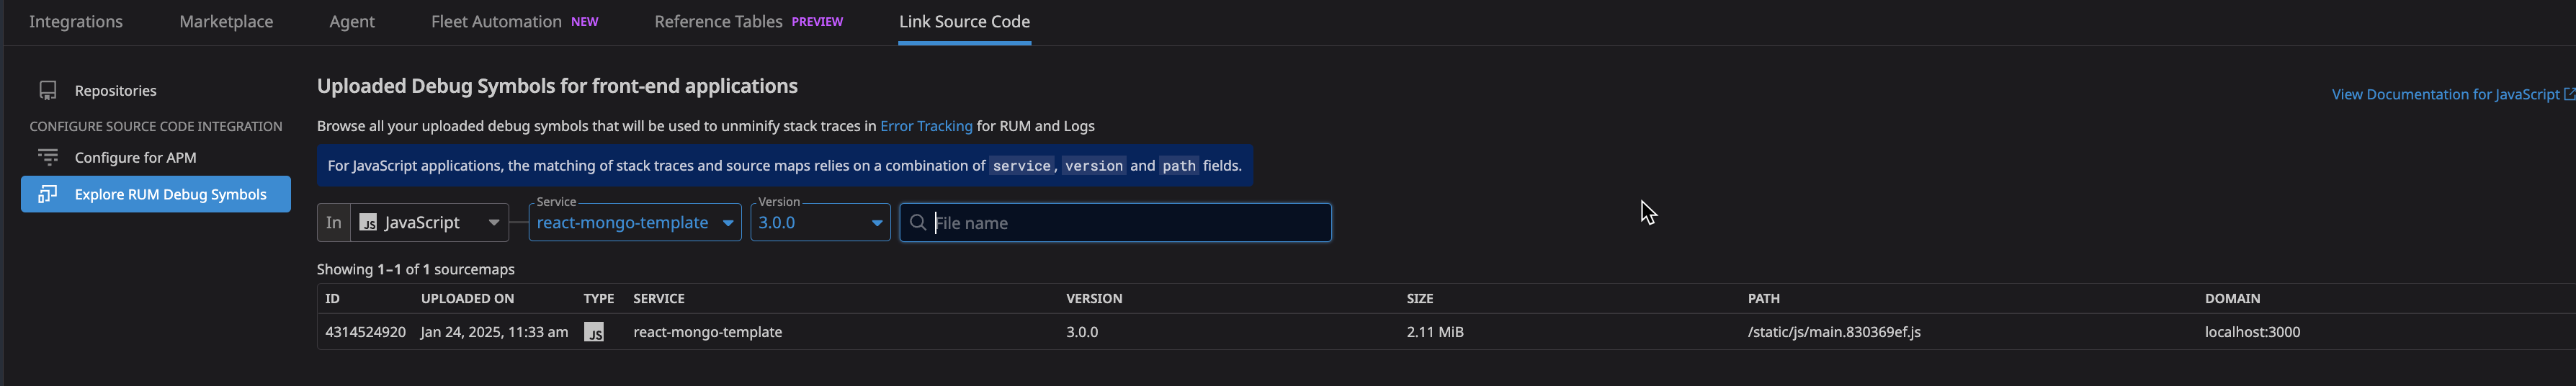 Integrations Marketplace Agent Fleet Automation NEW Reference Tables PREVIEW Link Source Code
Repositories
CONFIGURE SOURCE CODE INTEGRATION
Configure for APM
Explore RUM Debug Symbols
Uploaded Debug Symbols for front-end applications
View Documentation for JavaScript
Browse all your uploaded debug symbols that will be used to unminify stack traces in Error Tracking for RUM and Logs
For JavaScript applications, the matching of stack traces and source maps relies on a combination of service, version and path fields.
Service Version
In JS JavaScript react-mongo-template 3.0.0 File name
Showing 1–1 of 1 sourcemaps
ID UPLOADED ON TYPE SERVICE VERSION SIZE PATH DOMAIN
4314524920 Jan 24, 2025, 11:33 am JS react-mongo-template 3.0.0 2.11 MiB /static/js/main.830369ef.js localhost:3000